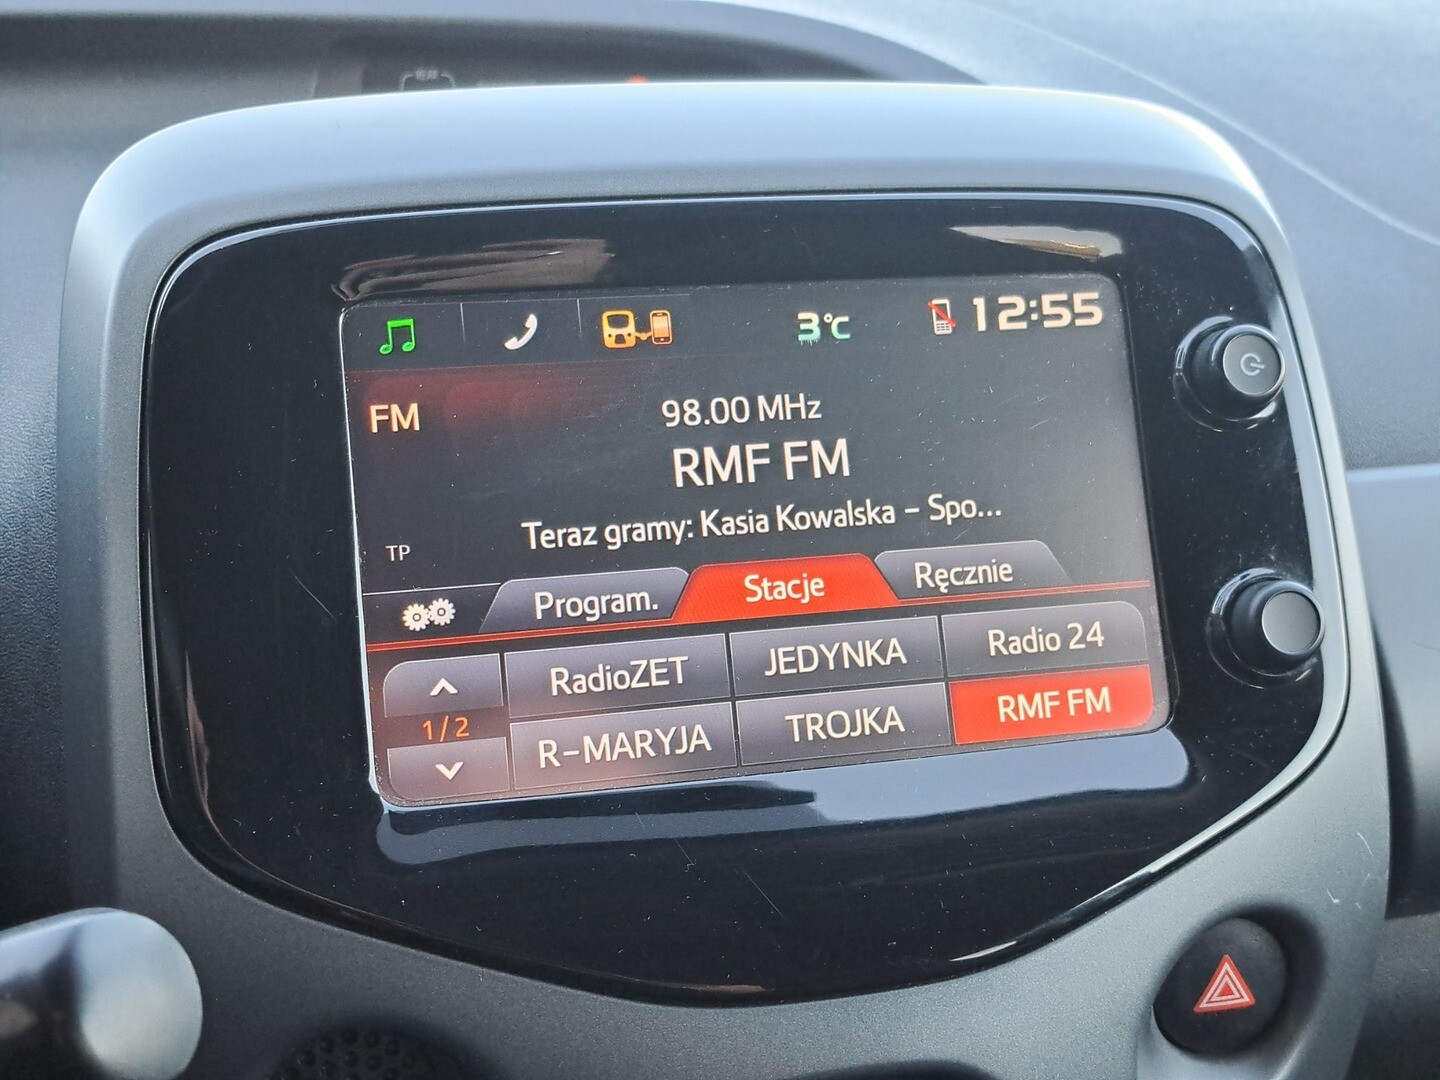 3°C
12:55
FM
98.00 MHz
RMF FM
Teraz gramy: Kasia Kowalska – Spo...
TP
Program.
Stacje
Ręcznie
RadioZET
JEDYNKA
Radio 24
1/2
R-MARYJA
TROJKA
RMF FM